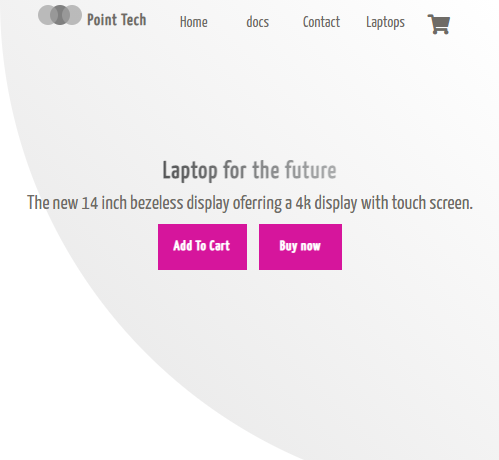 Point Tech Home docs Contact Laptops
Laptop for the future
The new 14 inch bezeless display oferring a 4k display with touch screen.
Add To Cart Buy now